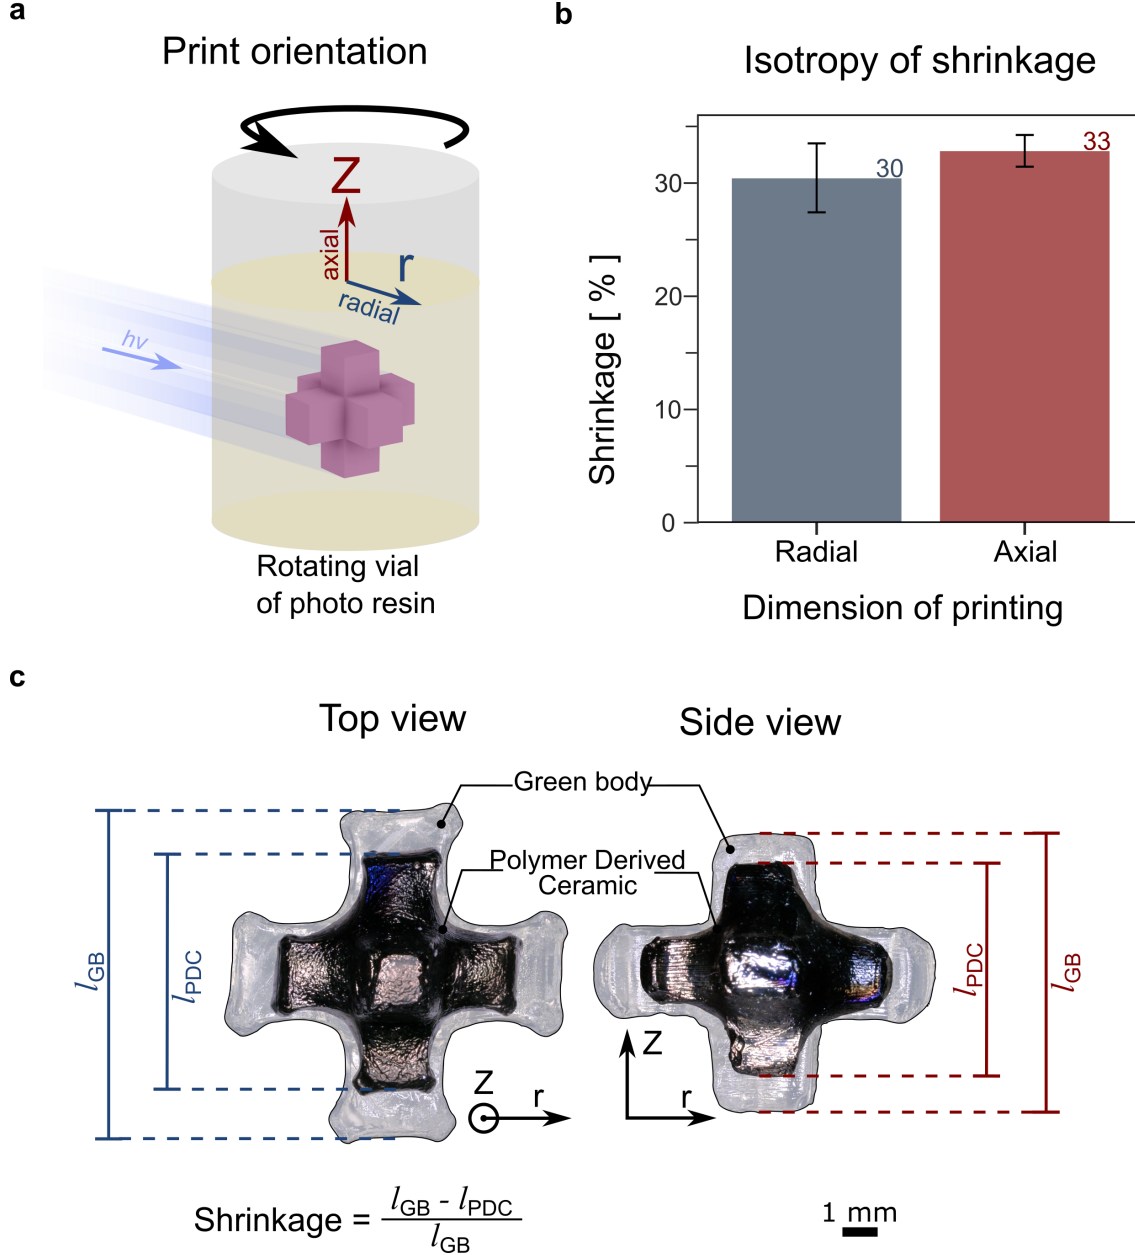 a
Print orientation
Z
axial
r
radial
hν
Rotating vial
of photo resin
b
Isotropy of shrinkage
Shrinkage [ % ]
30
20
10
0
30
33
Radial
Axial
Dimension of printing
c
Top view
Side view
Green body
Polymer Derived
Ceramic
lGB
lPDC
lPDC
lGB
Z
r
Z
r
Shrinkage = lGB - lPDC
lGB
1 mm